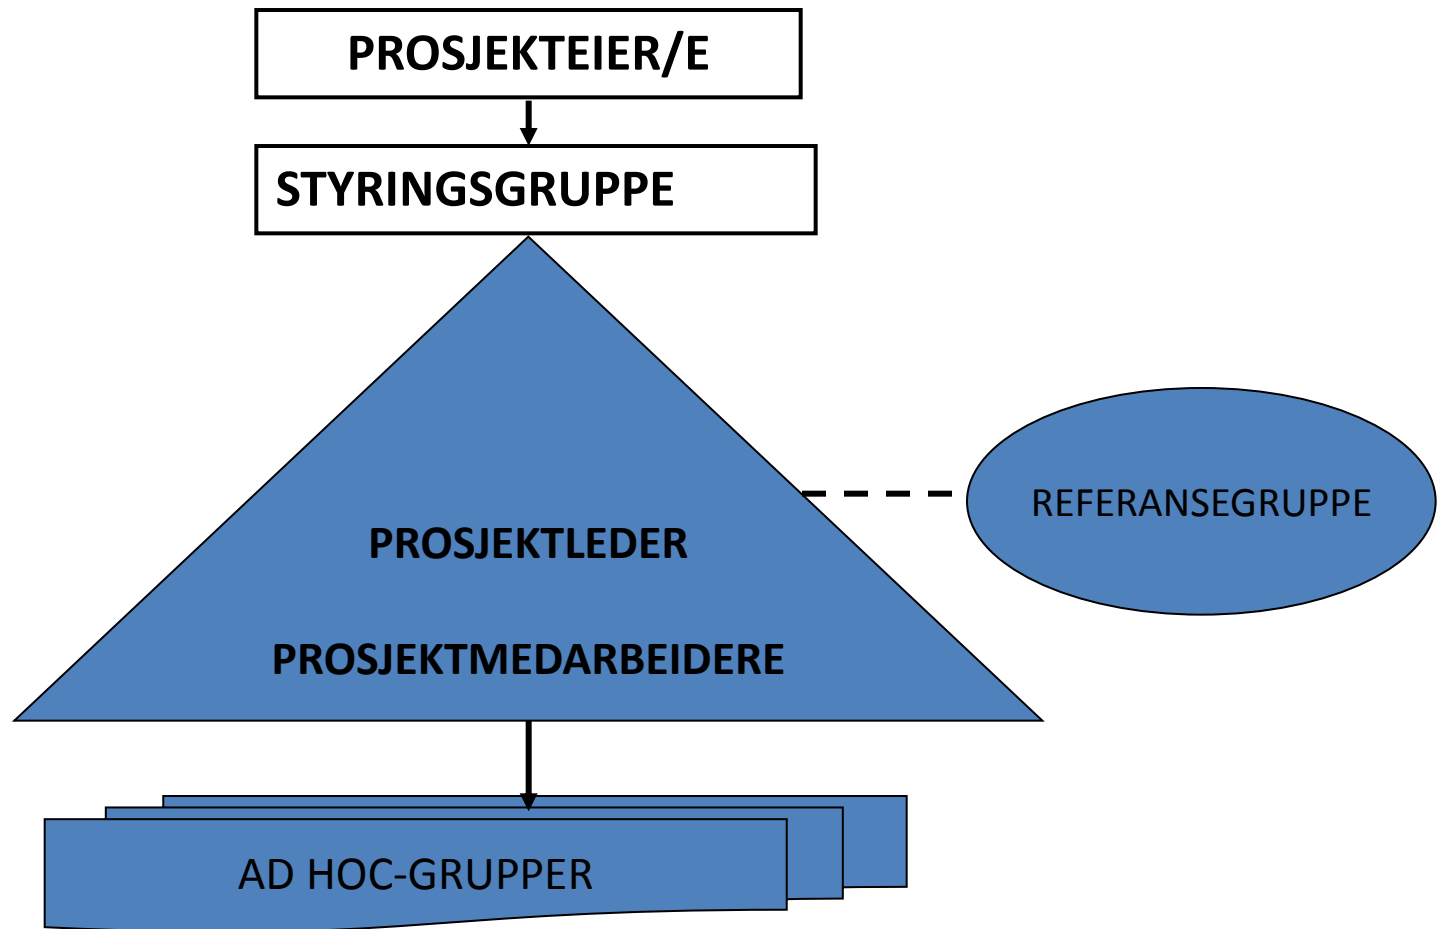 PROSJEKTEIER/E
STYRINGSGRUPPE
REFERANSEGRUPPE
PROSJEKTLEDER
PROSJEKTMEDARBEIDERE
AD HOC-GRUPPER